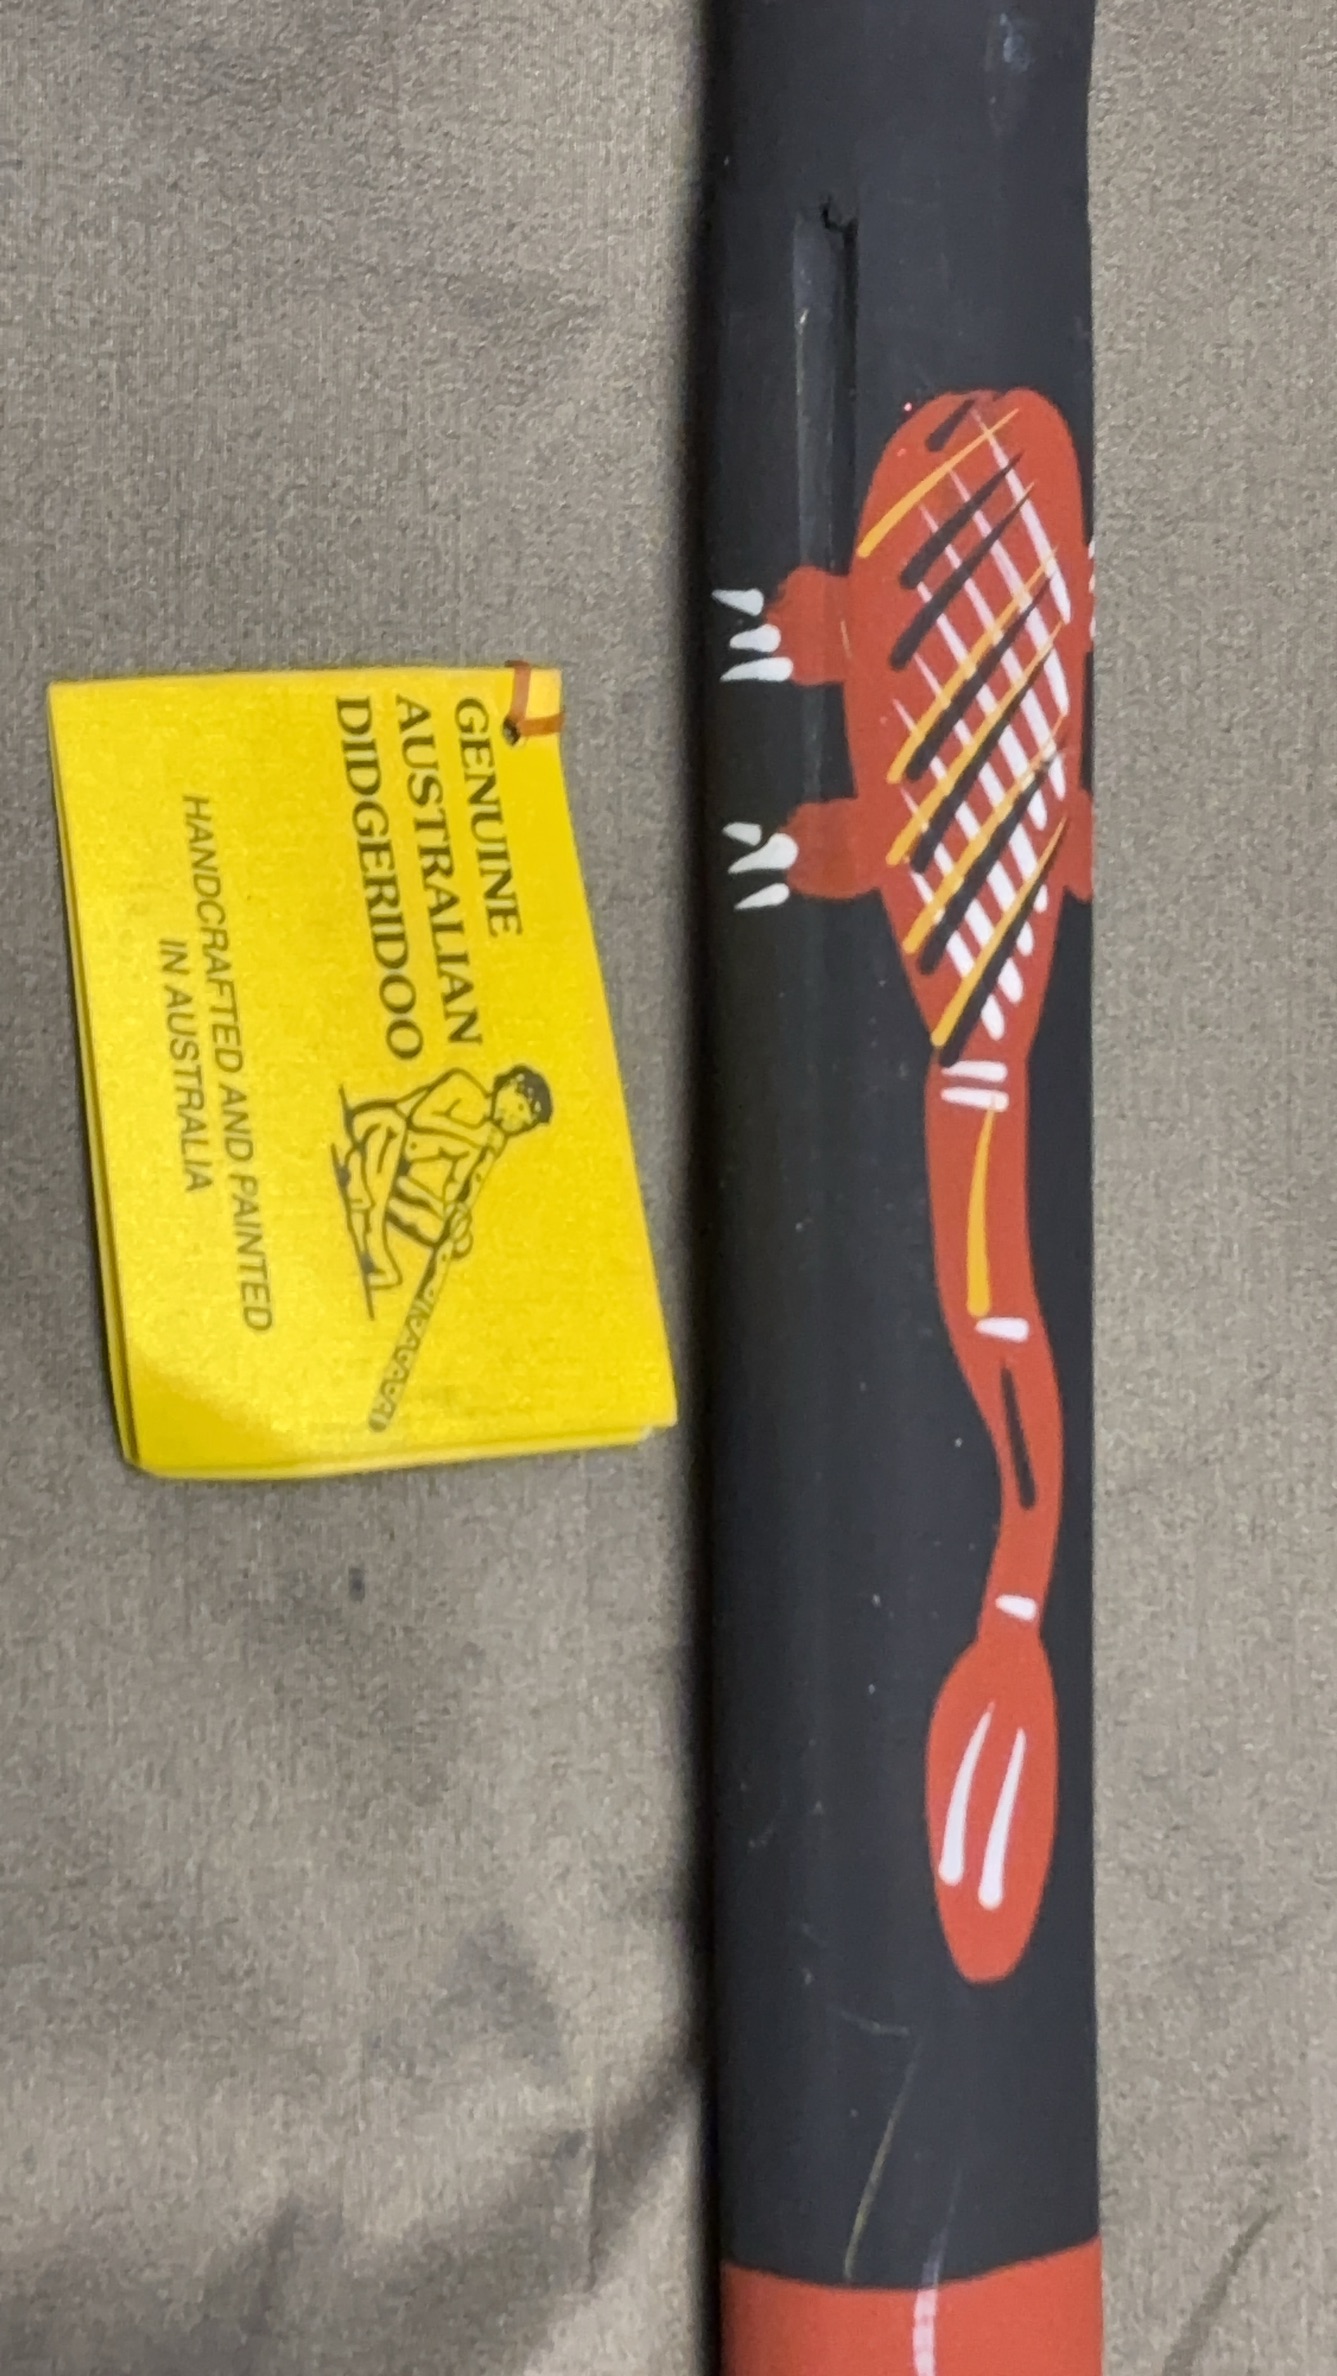 GENUINE
AUSTRALIAN
DIDGERIDOO
HANDCRAFTED AND PAINTED
IN AUSTRALIA